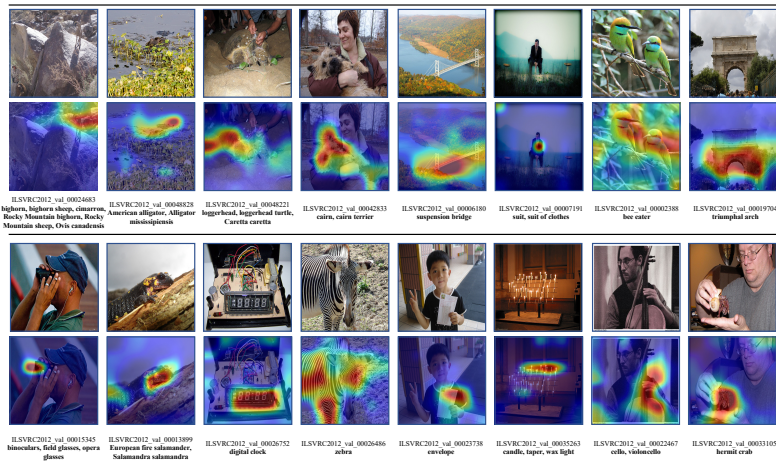 ILSVRC2012_val_00024683
bighorn, bighorn sheep, cimarron,
Rocky Mountain bighorn, Rocky
Mountain sheep, Ovis canadensis
ILSVRC2012_val_00048828
American alligator, Alligator
mississipiensis
ILSVRC2012_val_00048221
loggerhead, loggerhead turtle,
Caretta caretta
ILSVRC2012_val_00042833
cairn, cairn terrier
ILSVRC2012_val_00006180
suspension bridge
ILSVRC2012_val_00007191
suit, suit of clothes
ILSVRC2012_val_00002388
bee eater
ILSVRC2012_val_00019704
triumphal arch
ILSVRC2012_val_00015345
binoculars, field glasses, opera
glasses
ILSVRC2012_val_00013899
European fire salamander,
Salamandra salamandra
ILSVRC2012_val_00026752
digital clock
ILSVRC2012_val_00026486
zebra
ILSVRC2012_val_00023738
envelope
ILSVRC2012_val_00035263
candle, taper, wax light
ILSVRC2012_val_00022467
cello, violoncello
ILSVRC2012_val_00033105
hermit crab